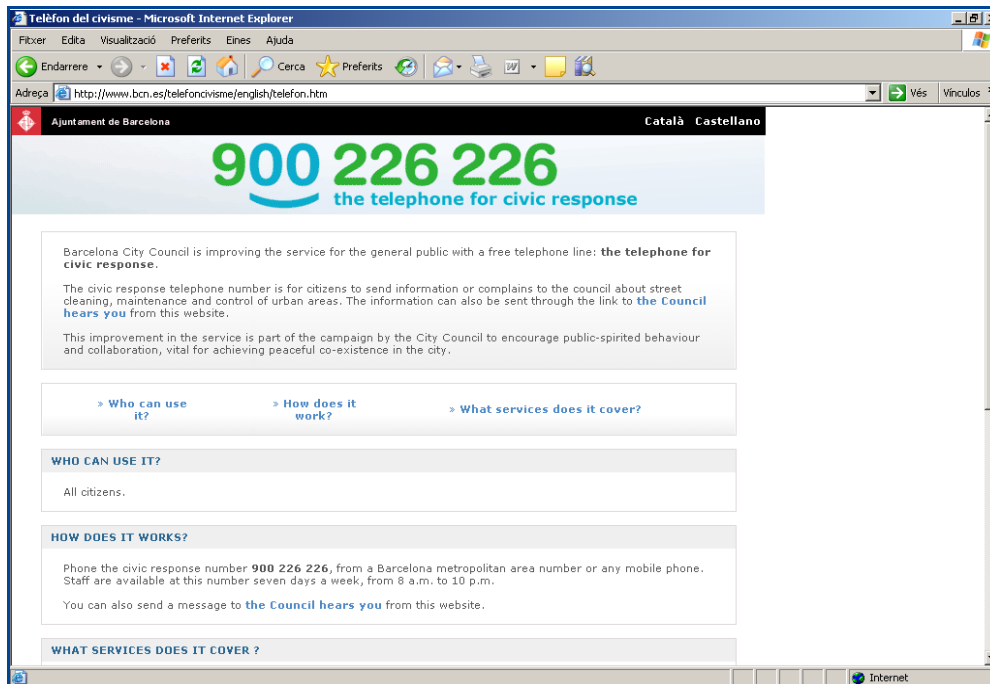 Telèfon del civisme - Microsoft Internet Explorer
Fitxer Edita Visualització Preferits Eines Ajuda
Endarrere Cerca Preferits
Adreça http://www.bcn.es/telefoncivisme/english/telefon.htm Vés Vínculos
Ajuntament de Barcelona Català Castellano
900 226 226
the telephone for civic response
Barcelona City Council is improving the service for the general public with a free telephone line: the telephone for
civic response.
The civic response telephone number is for citizens to send information or complains to the council about street
cleaning, maintenance and control of urban areas. The information can also be sent through the link to the Council
hears you from this website.
This improvement in the service is part of the campaign by the City Council to encourage public-spirited behaviour
and collaboration, vital for achieving peaceful co-existence in the city.
» Who can use
it?
» How does it
work?
» What services does it cover?
WHO CAN USE IT?
All citizens.
HOW DOES IT WORKS?
Phone the civic response number 900 226 226, from a Barcelona metropolitan area number or any mobile phone.
Staff are available at this number seven days a week, from 8 a.m. to 10 p.m.
You can also send a message to the Council hears you from this website.
WHAT SERVICES DOES IT COVER ?
Internet